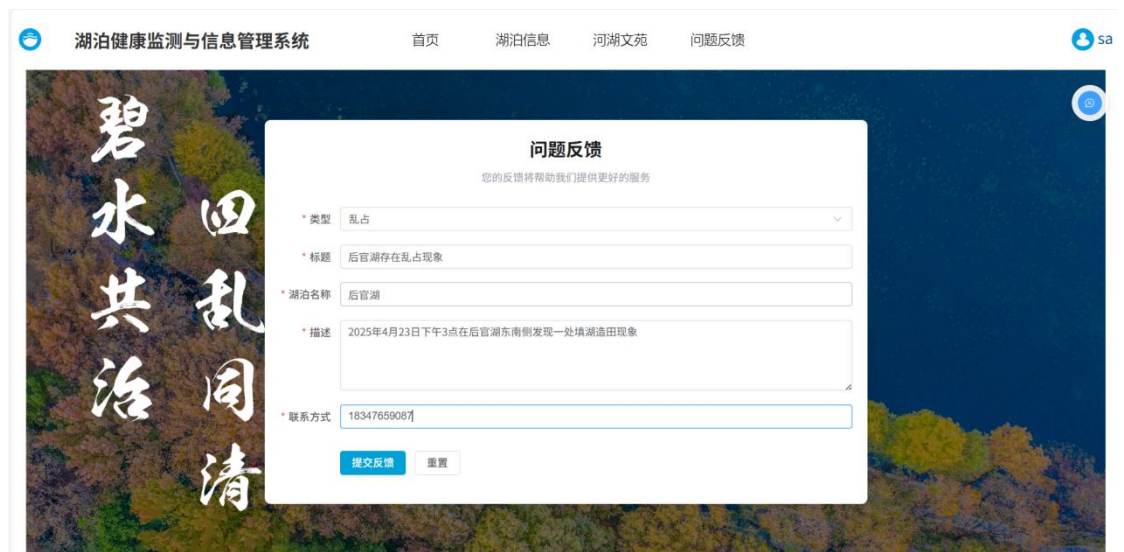 湖泊健康监测与信息管理系统 首页 湖泊信息 河湖文苑 问题反馈 sa
碧水共治
四乱同清
问题反馈
您的反馈将帮助我们提供更好的服务
* 类型 乱占
* 标题 后官湖存在乱占现象
* 湖泊名称 后官湖
* 描述 2025年4月23日下午3点在后官湖东南侧发现一处填湖造田现象
* 联系方式 18347659087
提交反馈 重置